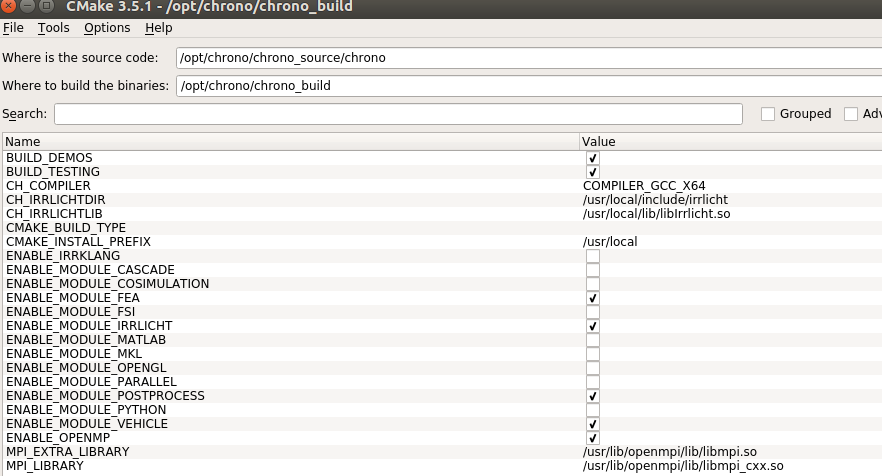 CMake 3.5.1 - /opt/chrono/chrono_build
File Tools Options Help
Where is the source code: /opt/chrono/chrono_source/chrono
Where to build the binaries: /opt/chrono/chrono_build
Search: Grouped Adv
Name Value
BUILD_DEMOS
BUILD_TESTING
CH_COMPILER COMPILER_GCC_X64
CH_IRRLICHTDIR /usr/local/include/irrlicht
CH_IRRLICHTLIB /usr/local/lib/libIrrlicht.so
CMAKE_BUILD_TYPE
CMAKE_INSTALL_PREFIX /usr/local
ENABLE_IRRKLANG
ENABLE_MODULE_CASCADE
ENABLE_MODULE_COSIMULATION
ENABLE_MODULE_FEA
ENABLE_MODULE_FSI
ENABLE_MODULE_IRRLICHT
ENABLE_MODULE_MATLAB
ENABLE_MODULE_MKL
ENABLE_MODULE_OPENGL
ENABLE_MODULE_PARALLEL
ENABLE_MODULE_POSTPROCESS
ENABLE_MODULE_PYTHON
ENABLE_MODULE_VEHICLE
ENABLE_OPENMP
MPI_EXTRA_LIBRARY /usr/lib/openmpi/lib/libmpi.so
MPI_LIBRARY /usr/lib/openmpi/lib/libmpi_cxx.so